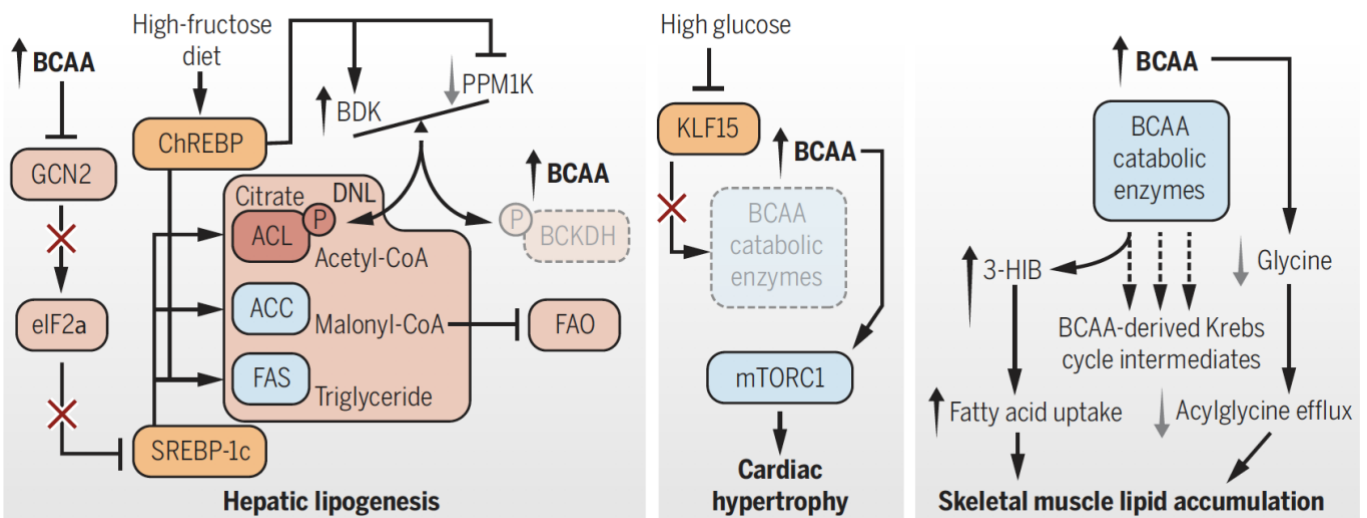 BCAA
High-fructose
diet
GCN2
eIF2a
ChREBP
BDK
PPM1K
BCAA
Citrate
DNL
ACL
P
Acetyl-CoA
P
BCKDH
ACC
Malonyl-CoA
FAO
FAS
Triglyceride
SREBP-1c
Hepatic lipogenesis
High glucose
KLF15
BCAA
BCAA
catabolic
enzymes
mTORC1
Cardiac
hypertrophy
BCAA
BCAA
catabolic
enzymes
3-HIB
Glycine
BCAA-derived Krebs
cycle intermediates
Fatty acid uptake
Acylglycine efflux
Skeletal muscle lipid accumulation